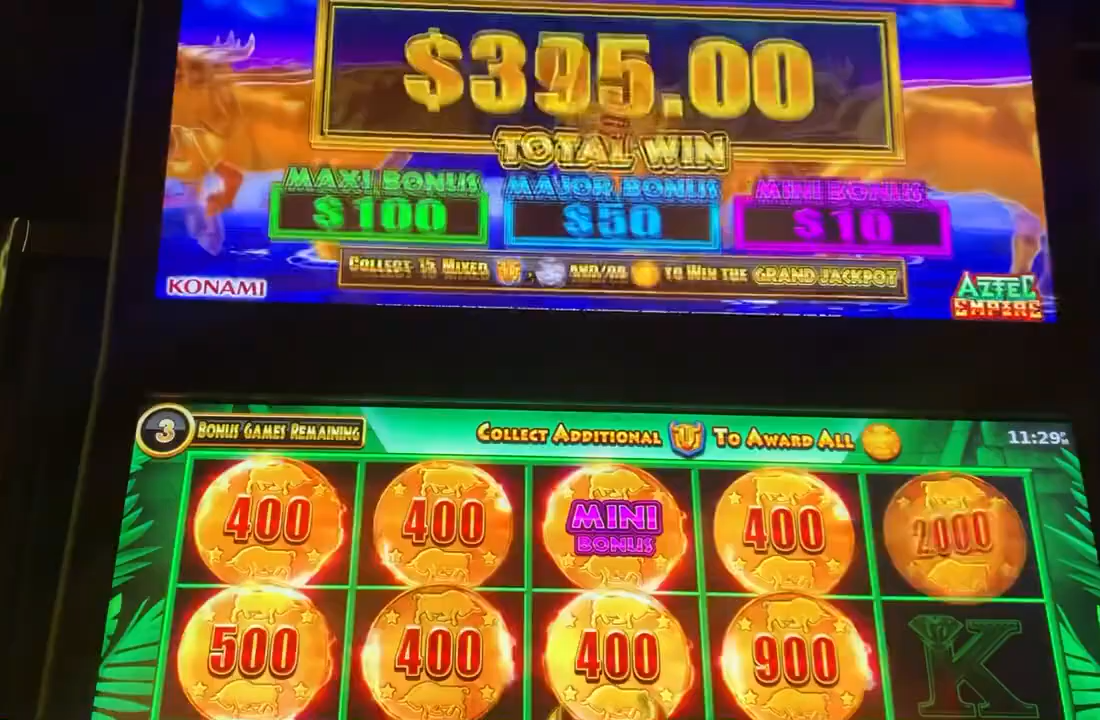 $395.00
TOTAL WIN
MAXI BONUS MAJOR BONUS MINI BONUS
$100 $50 $10
COLLECT 15 MIXED AND/OR TO WIN THE GRAND JACKPOT
KONAMI
AZTEC
EMPIRE
3 BONUS GAMES REMAINING COLLECT ADDITIONAL TO AWARD ALL 11:29
400 400 MINI BONUS 400 2000
500 400 400 900 K